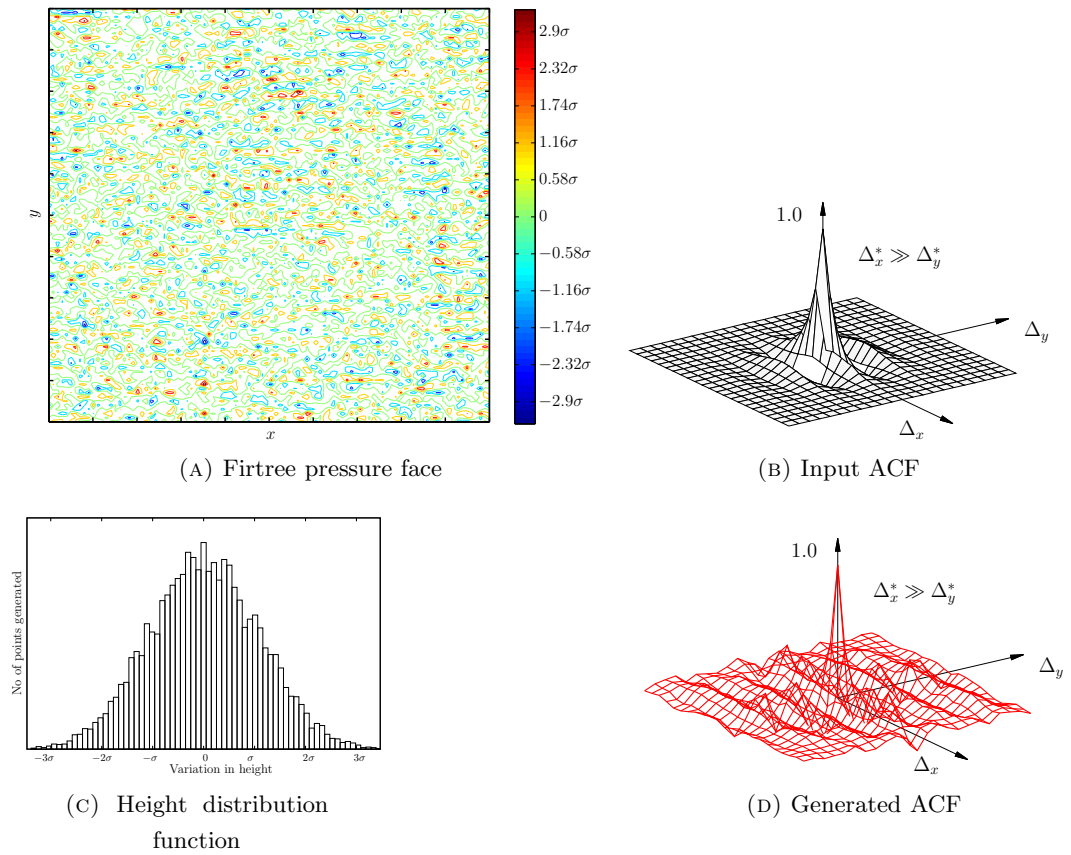 y
x
2.9σ
2.32σ
1.74σ
1.16σ
0.58σ
0
−0.58σ
−1.16σ
−1.74σ
−2.32σ
−2.9σ
(A) Firtree pressure face
1.0
Δ*x ≫ Δ*y
Δy
Δx
(B) Input ACF
No of points generated
−3σ −2σ −σ 0 σ 2σ 3σ
Variation in height
(C) Height distribution
function
1.0
Δ*x ≫ Δ*y
Δy
Δx
(D) Generated ACF